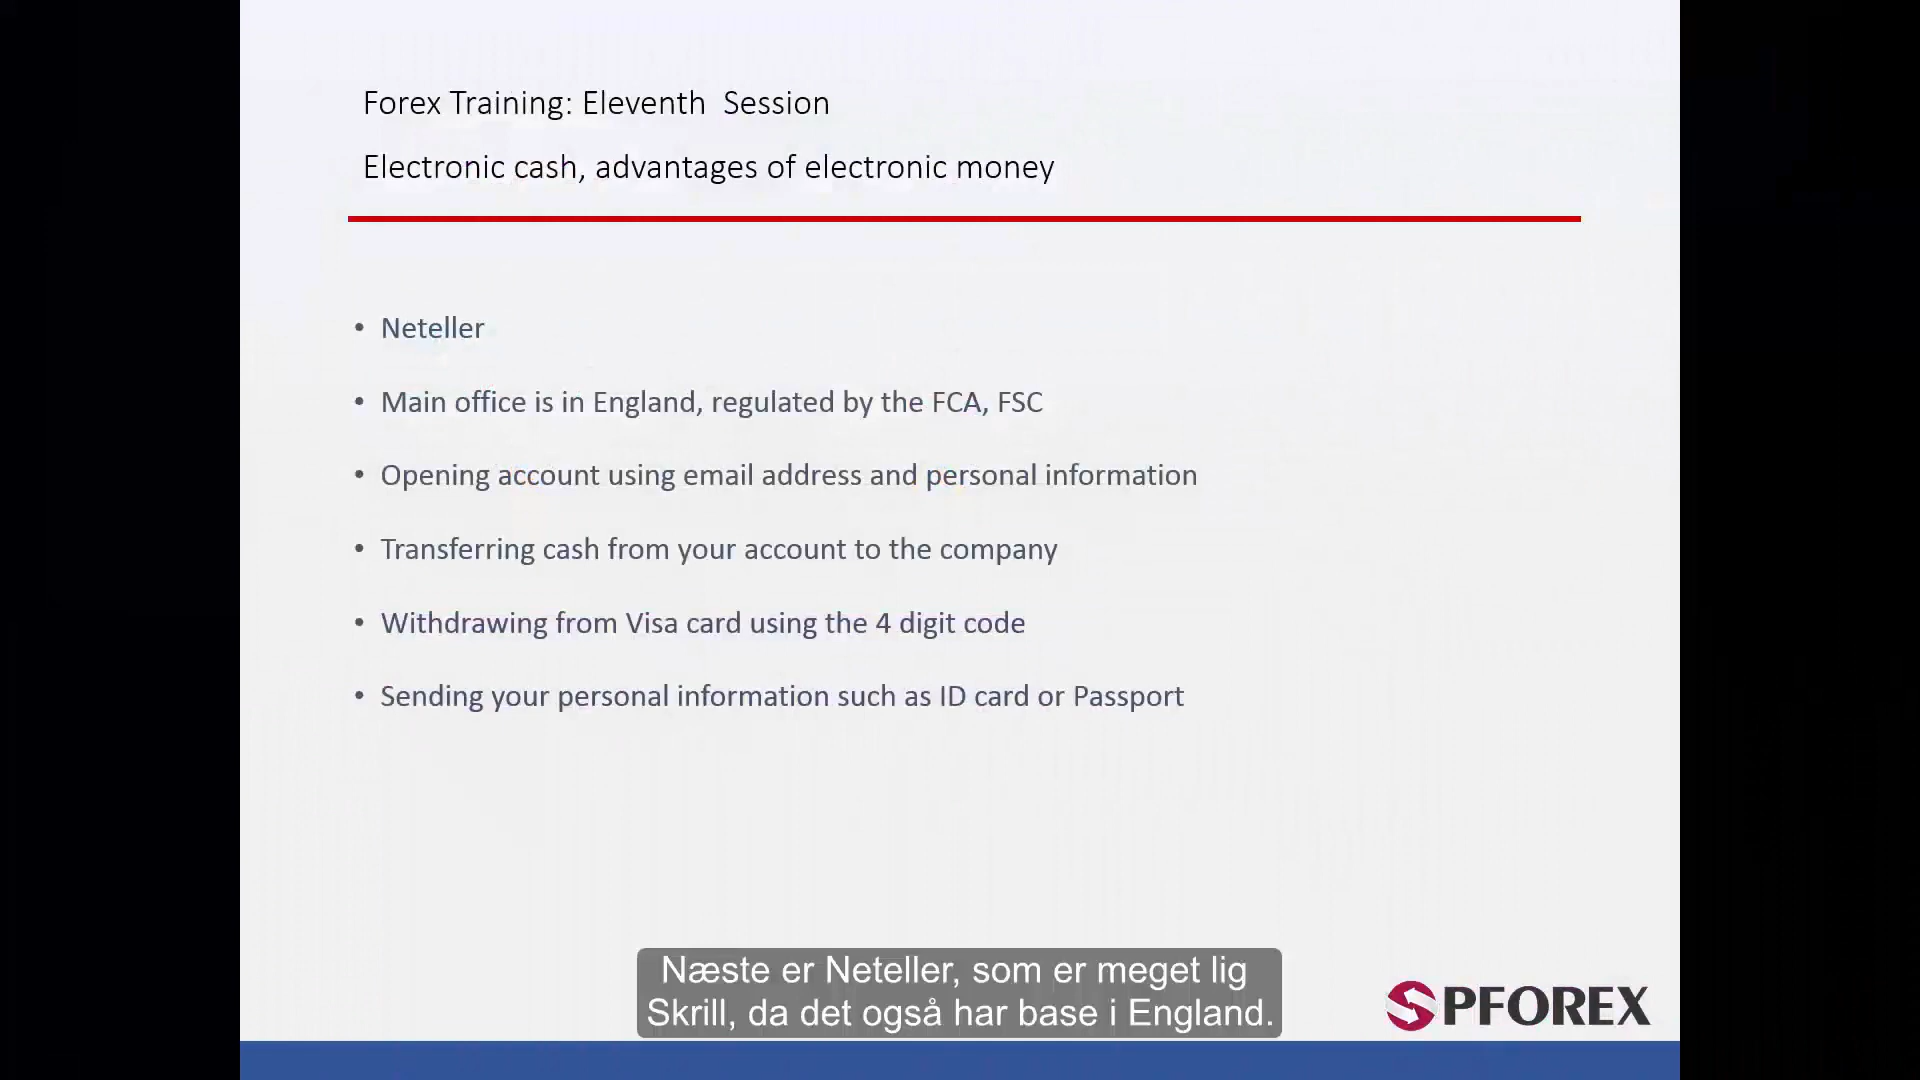 Forex Training: Eleventh Session
Electronic cash, advantages of electronic money
• Neteller
• Main office is in England, regulated by the FCA, FSC
• Opening account using email address and personal information
• Transferring cash from your account to the company
• Withdrawing from Visa card using the 4 digit code
• Sending your personal information such as ID card or Passport
Næste er Neteller, som er meget lig
Skrill, da det også har base i England.
PFOREX